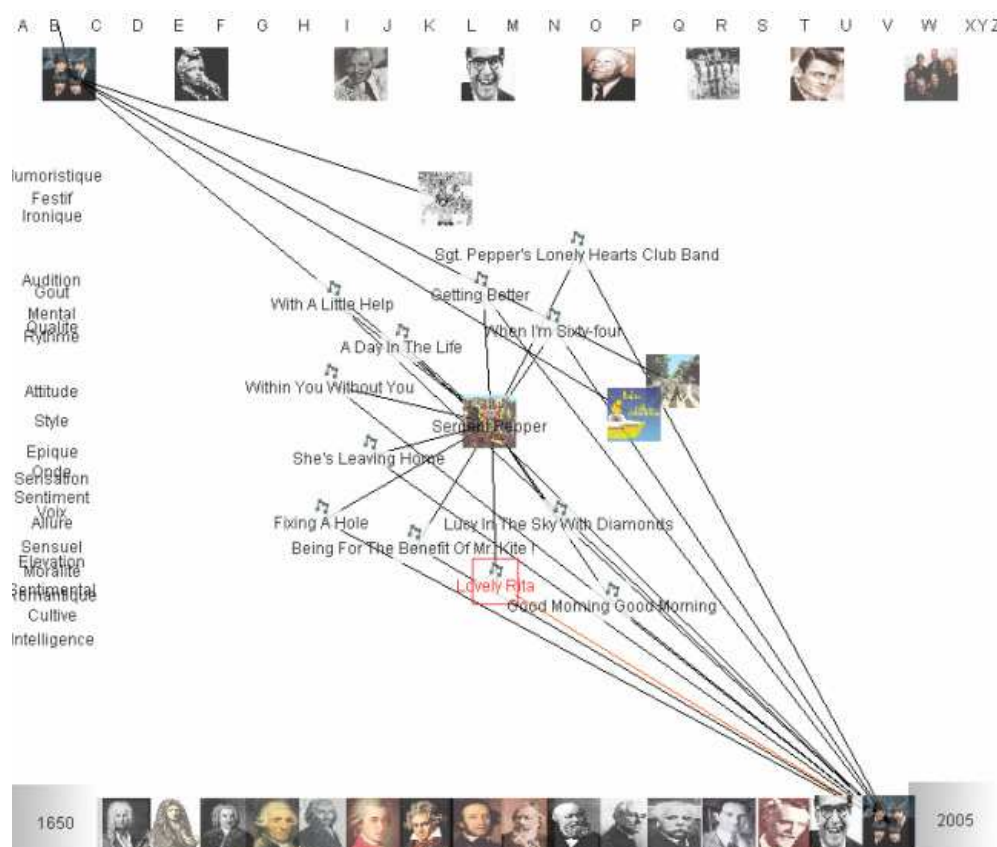 A B C D E F G H I J K L M N O P Q R S T U V W XYZ
Humoristique
Festif
Ironique
Sgt. Pepper's Lonely Hearts Club Band
Audition
Gout
Getting Better
With A Little Help
Mental
Qualite
Rythme
When I'm Sixty-four
A Day In The Life
Within You Without You
Attitude
Style
Sergent Pepper
Epique
Onde
Sensation
She's Leaving Home
Sentiment
Voix
Allure
Fixing A Hole
Lucy In The Sky With Diamonds
Sensuel
Being For The Benefit Of Mr. Kite !
Elevation
Moralite
Sentimental
Romantique
Lovely Rita
Good Morning Good Morning
Cultive
Intelligence
1650
2005